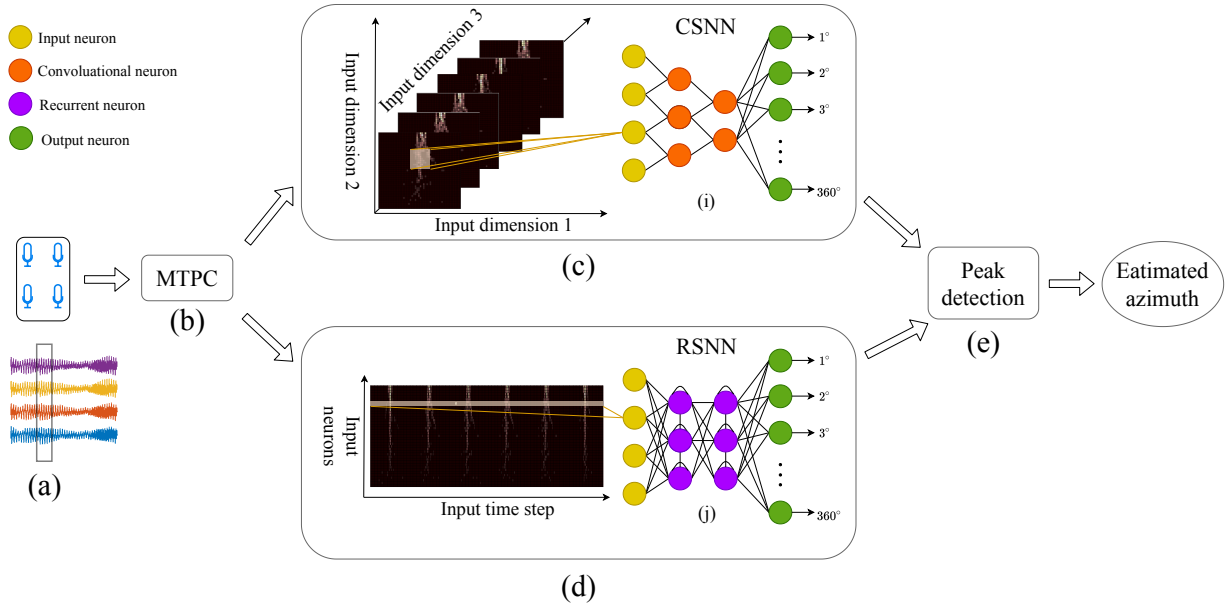 Input neuron
Convoluational neuron
Recurrent neuron
Output neuron
(a)
MTPC
(b)
CSNN
Input dimension 3
Input dimension 2
Input dimension 1
1°
2°
3°
360°
(i)
(c)
RSNN
Input
neurons
Input time step
1°
2°
3°
360°
(j)
(d)
Peak
detection
(e)
Eatimated
azimuth